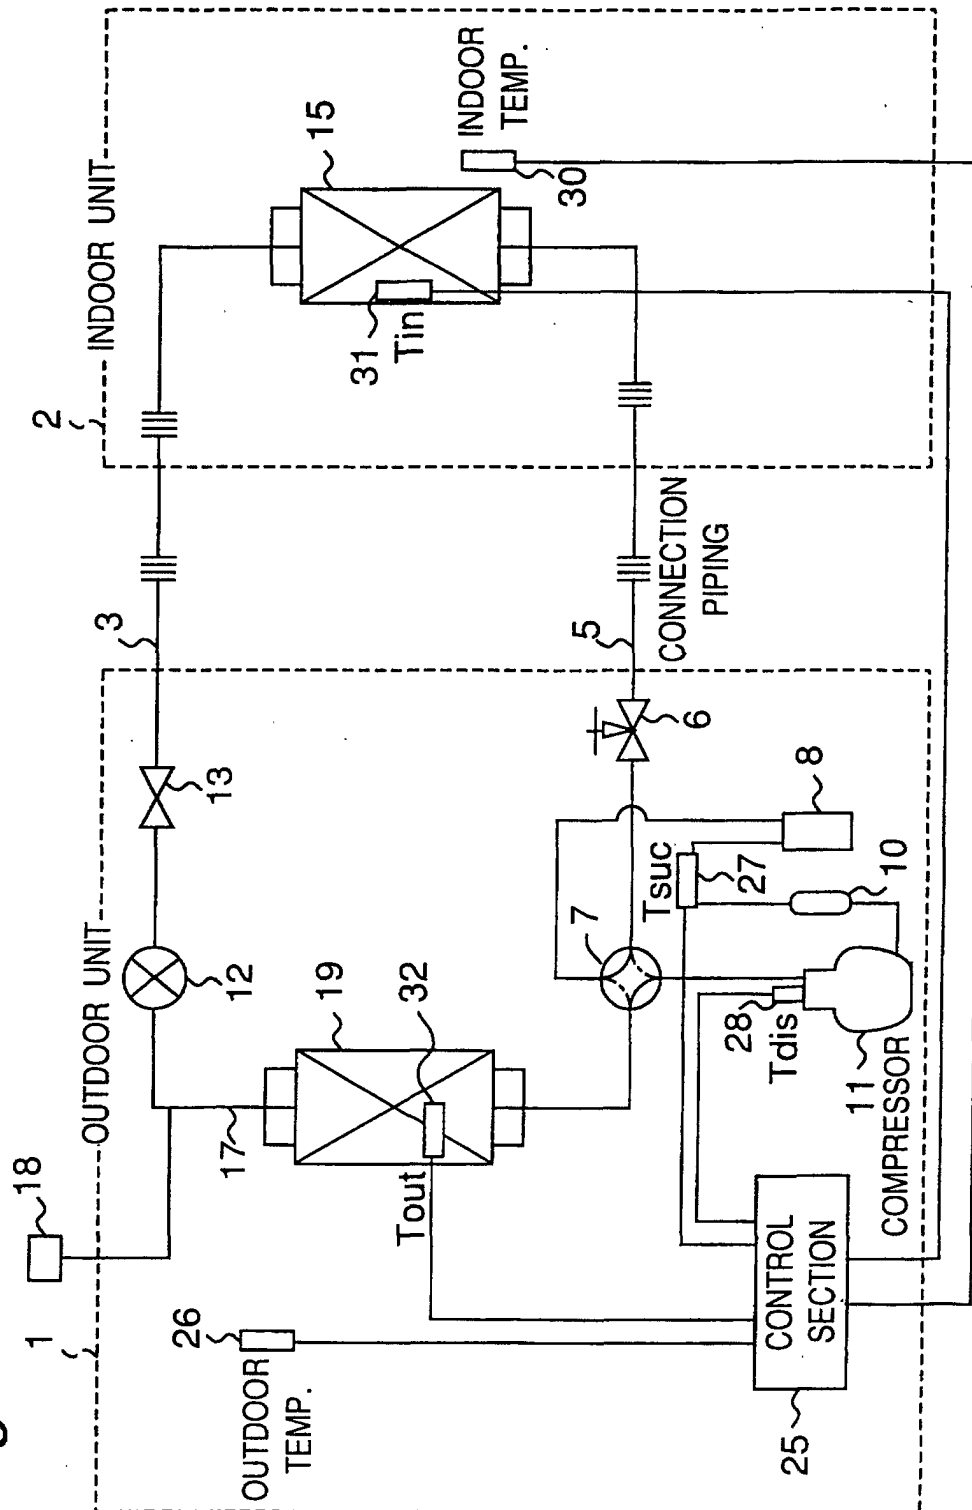 1
18
OUTDOOR UNIT
2
INDOOR UNIT
3
12
13
17
19
32
Tout
26
OUTDOOR
TEMP.
15
31
Tin
30
INDOOR
TEMP.
5
CONNECTION
PIPING
6
7
8
Tsuc
27
10
28
Tdis
11
COMPRESSOR
CONTROL
SECTION
25